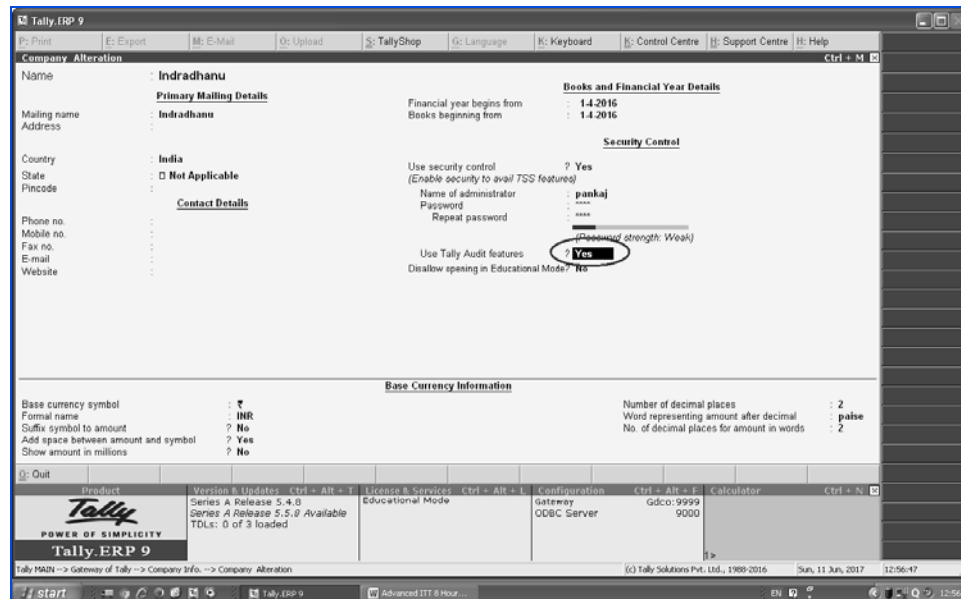 Tally.ERP 9
P: Print E: Export M: E-Mail O: Upload S: TallyShop G: Language K: Keyboard K: Control Centre H: Support Centre H: Help
Company Alteration Ctrl + M
Name : Indradhanu
Primary Mailing Details
Mailing name : Indradhanu
Address :
Country : India
State : Not Applicable
Pincode :
Contact Details
Phone no. :
Mobile no. :
Fax no. :
E-mail :
Website :
Books and Financial Year Details
Financial year begins from : 1-4-2016
Books beginning from : 1-4-2016
Security Control
Use security control ? Yes
(Enable security to avail TSS features)
Name of administrator : pankaj
Password : ****
Repeat password : ****
(Password strength: Weak)
Use Tally Audit features ? Yes
Disallow opening in Educational Mode? No
Base Currency Information
Base currency symbol : ₹
Formal name : INR
Suffix symbol to amount ? No
Add space between amount and symbol ? Yes
Show amount in millions ? No
Number of decimal places : 2
Word representing amount after decimal : paise
No. of decimal places for amount in words : 2
Q: Quit
Product
Tally
POWER OF SIMPLICITY
Tally.ERP 9
Version & Updates Ctrl + Alt + T
Series A Release 5.4.8
Series A Release 5.5.0 Available
TDLs: 0 of 3 loaded
License & Services Ctrl + Alt + L
Educational Mode
Configuration Ctrl + Alt + F
Gateway Gdco:9999
ODBC Server 9000
Calculator Ctrl + N
1>
Tally MAIN --> Gateway of Tally --> Company Info. --> Company Alteration (c) Tally Solutions Pvt. Ltd., 1988-2016 Sun, 11 Jun, 2017 12:56:47
start Tally.ERP 9 Advanced ITT 8 Hour... EN 12:56